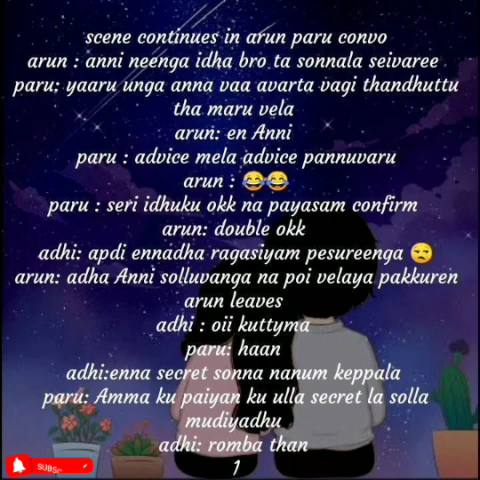 scene continues in arun paru convo
arun : anni neenga idha bro ta sonnala seivaree
paru: yaaru unga anna vaa avarta vagi thandhuttu
tha maru vela
arun: en Anni
paru : advice mela advice pannuvaru
arun : 😂😂
paru : seri idhuku okk na payasam confirm
arun: double okk
adhi: apdi ennadha ragasiyam pesureenga 😒
arun: adha Anni solluvanga na poi velaya pakkuren
arun leaves
adhi : oii kuttyma
paru: haan
adhi:enna secret sonna nanum keppala
paru: Amma ku paiyan ku ulla secret la solla
mudiyadhu
adhi: romba than
1